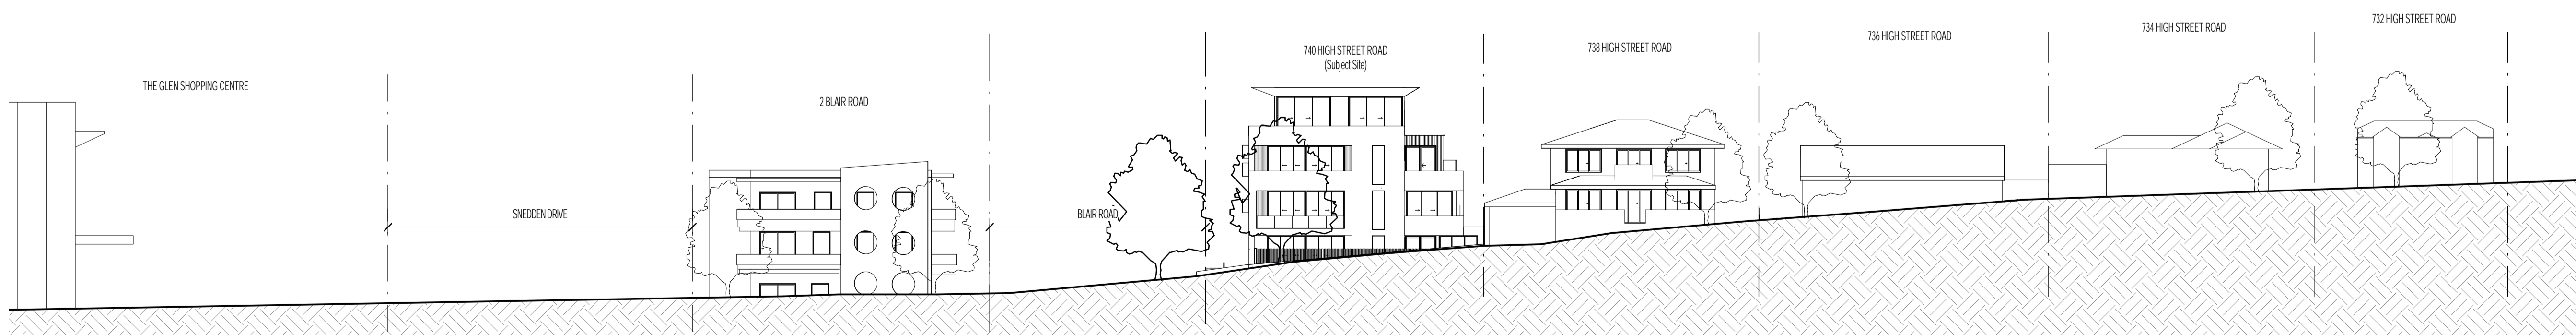 THE GLEN SHOPPING CENTRE
SNEDDEN DRIVE
2 BLAIR ROAD
BLAIR ROAD
740 HIGH STREET ROAD
(Subject Site)
738 HIGH STREET ROAD
736 HIGH STREET ROAD
734 HIGH STREET ROAD
732 HIGH STREET ROAD